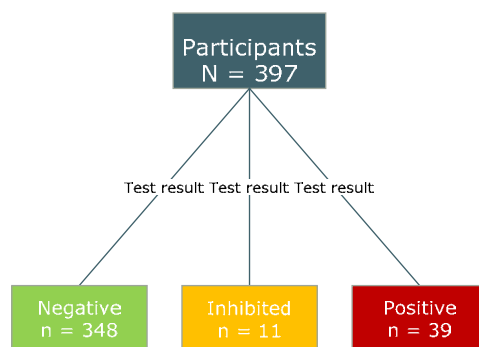 Participants
N = 397
Test result Test result Test result
Negative
n = 348
Inhibited
n = 11
Positive
n = 39